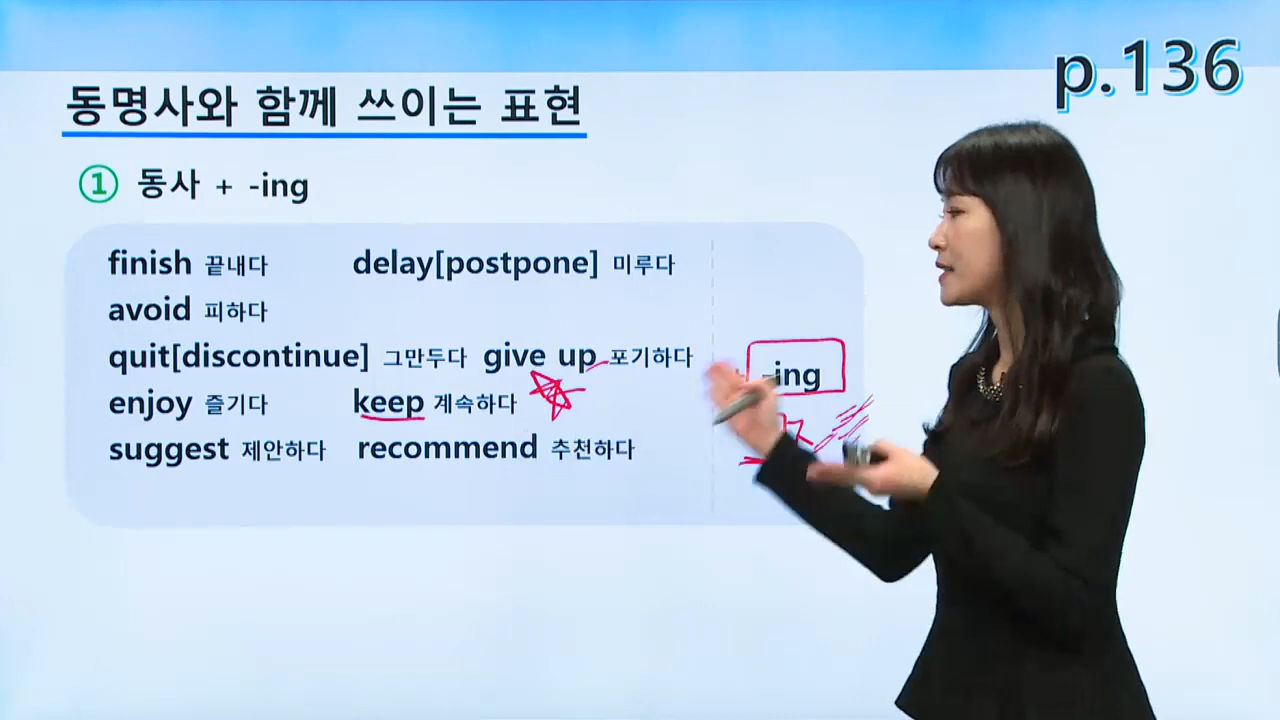 p.136
동명사와 함께 쓰이는 표현
① 동사 + -ing
finish 끝내다 delay[postpone] 미루다
avoid 피하다
quit[discontinue] 그만두다 give up 포기하다
-ing
enjoy 즐기다 keep 계속하다
suggest 제안하다 recommend 추천하다